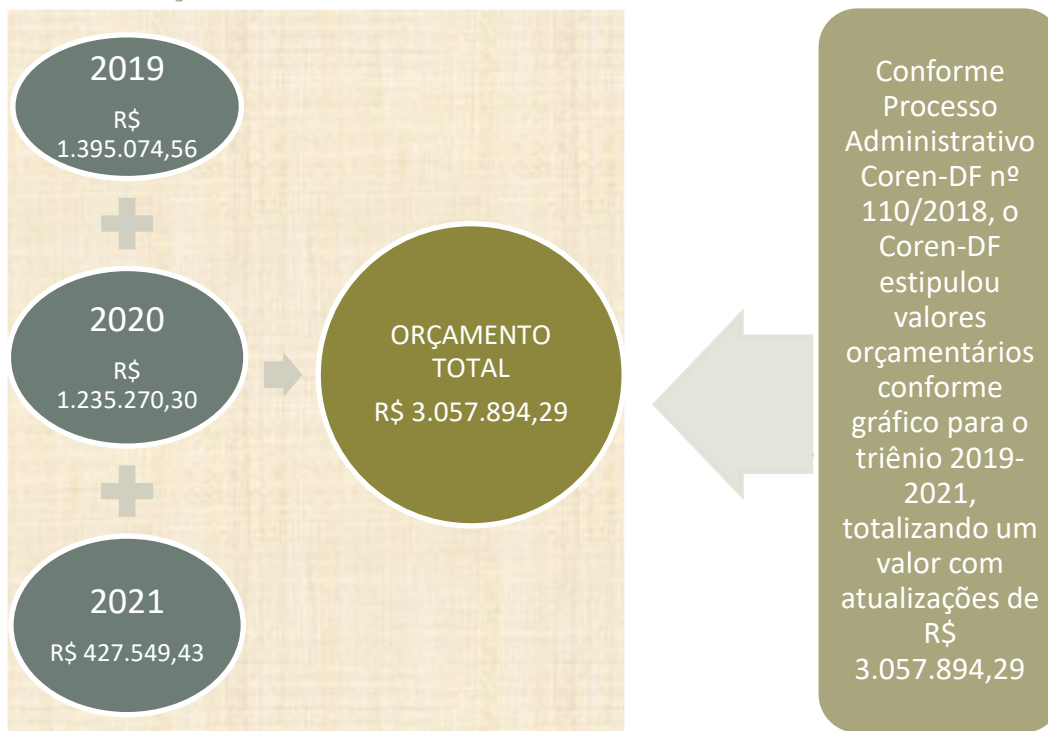 2019
R$
1.395.074,56
2020
R$
1.235.270,30
2021
R$ 427.549,43
ORÇAMENTO
TOTAL
R$ 3.057.894,29
Conforme
Processo
Administrativo
Coren-DF nº
110/2018, o
Coren-DF
estipulou
valores
orçamentários
conforme
gráfico para o
triênio 2019-
2021,
totalizando um
valor com
atualizações de
R$
3.057.894,29